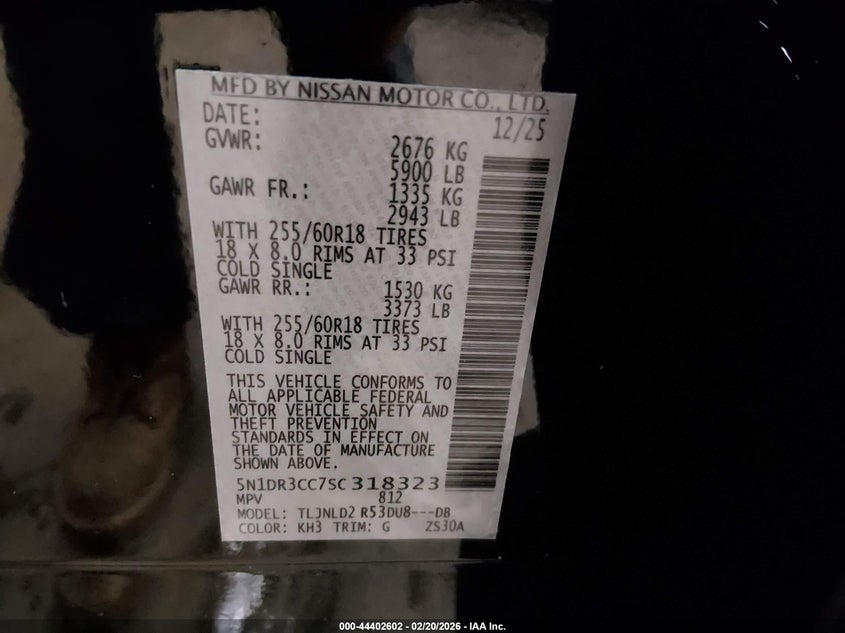 MFD BY NISSAN MOTOR CO., LTD.
DATE: 12/25
GVWR: 2676 KG
5900 LB
GAWR FR.: 1335 KG
2943 LB
WITH 255/60R18 TIRES
18 X 8.0 RIMS AT 33 PSI
COLD SINGLE
GAWR RR.: 1530 KG
3373 LB
WITH 255/60R18 TIRES
18 X 8.0 RIMS AT 33 PSI
COLD SINGLE
THIS VEHICLE CONFORMS TO
ALL APPLICABLE FEDERAL
MOTOR VEHICLE SAFETY AND
THEFT PREVENTION
STANDARDS IN EFFECT ON
THE DATE OF MANUFACTURE
SHOWN ABOVE.
5N1DR3CC7SC318323
MPV 812
MODEL: TLJNLD2 R53DU8---DB
COLOR: KH3 TRIM: G ZS30A
000-44402602 - 02/20/2026 - IAA Inc.